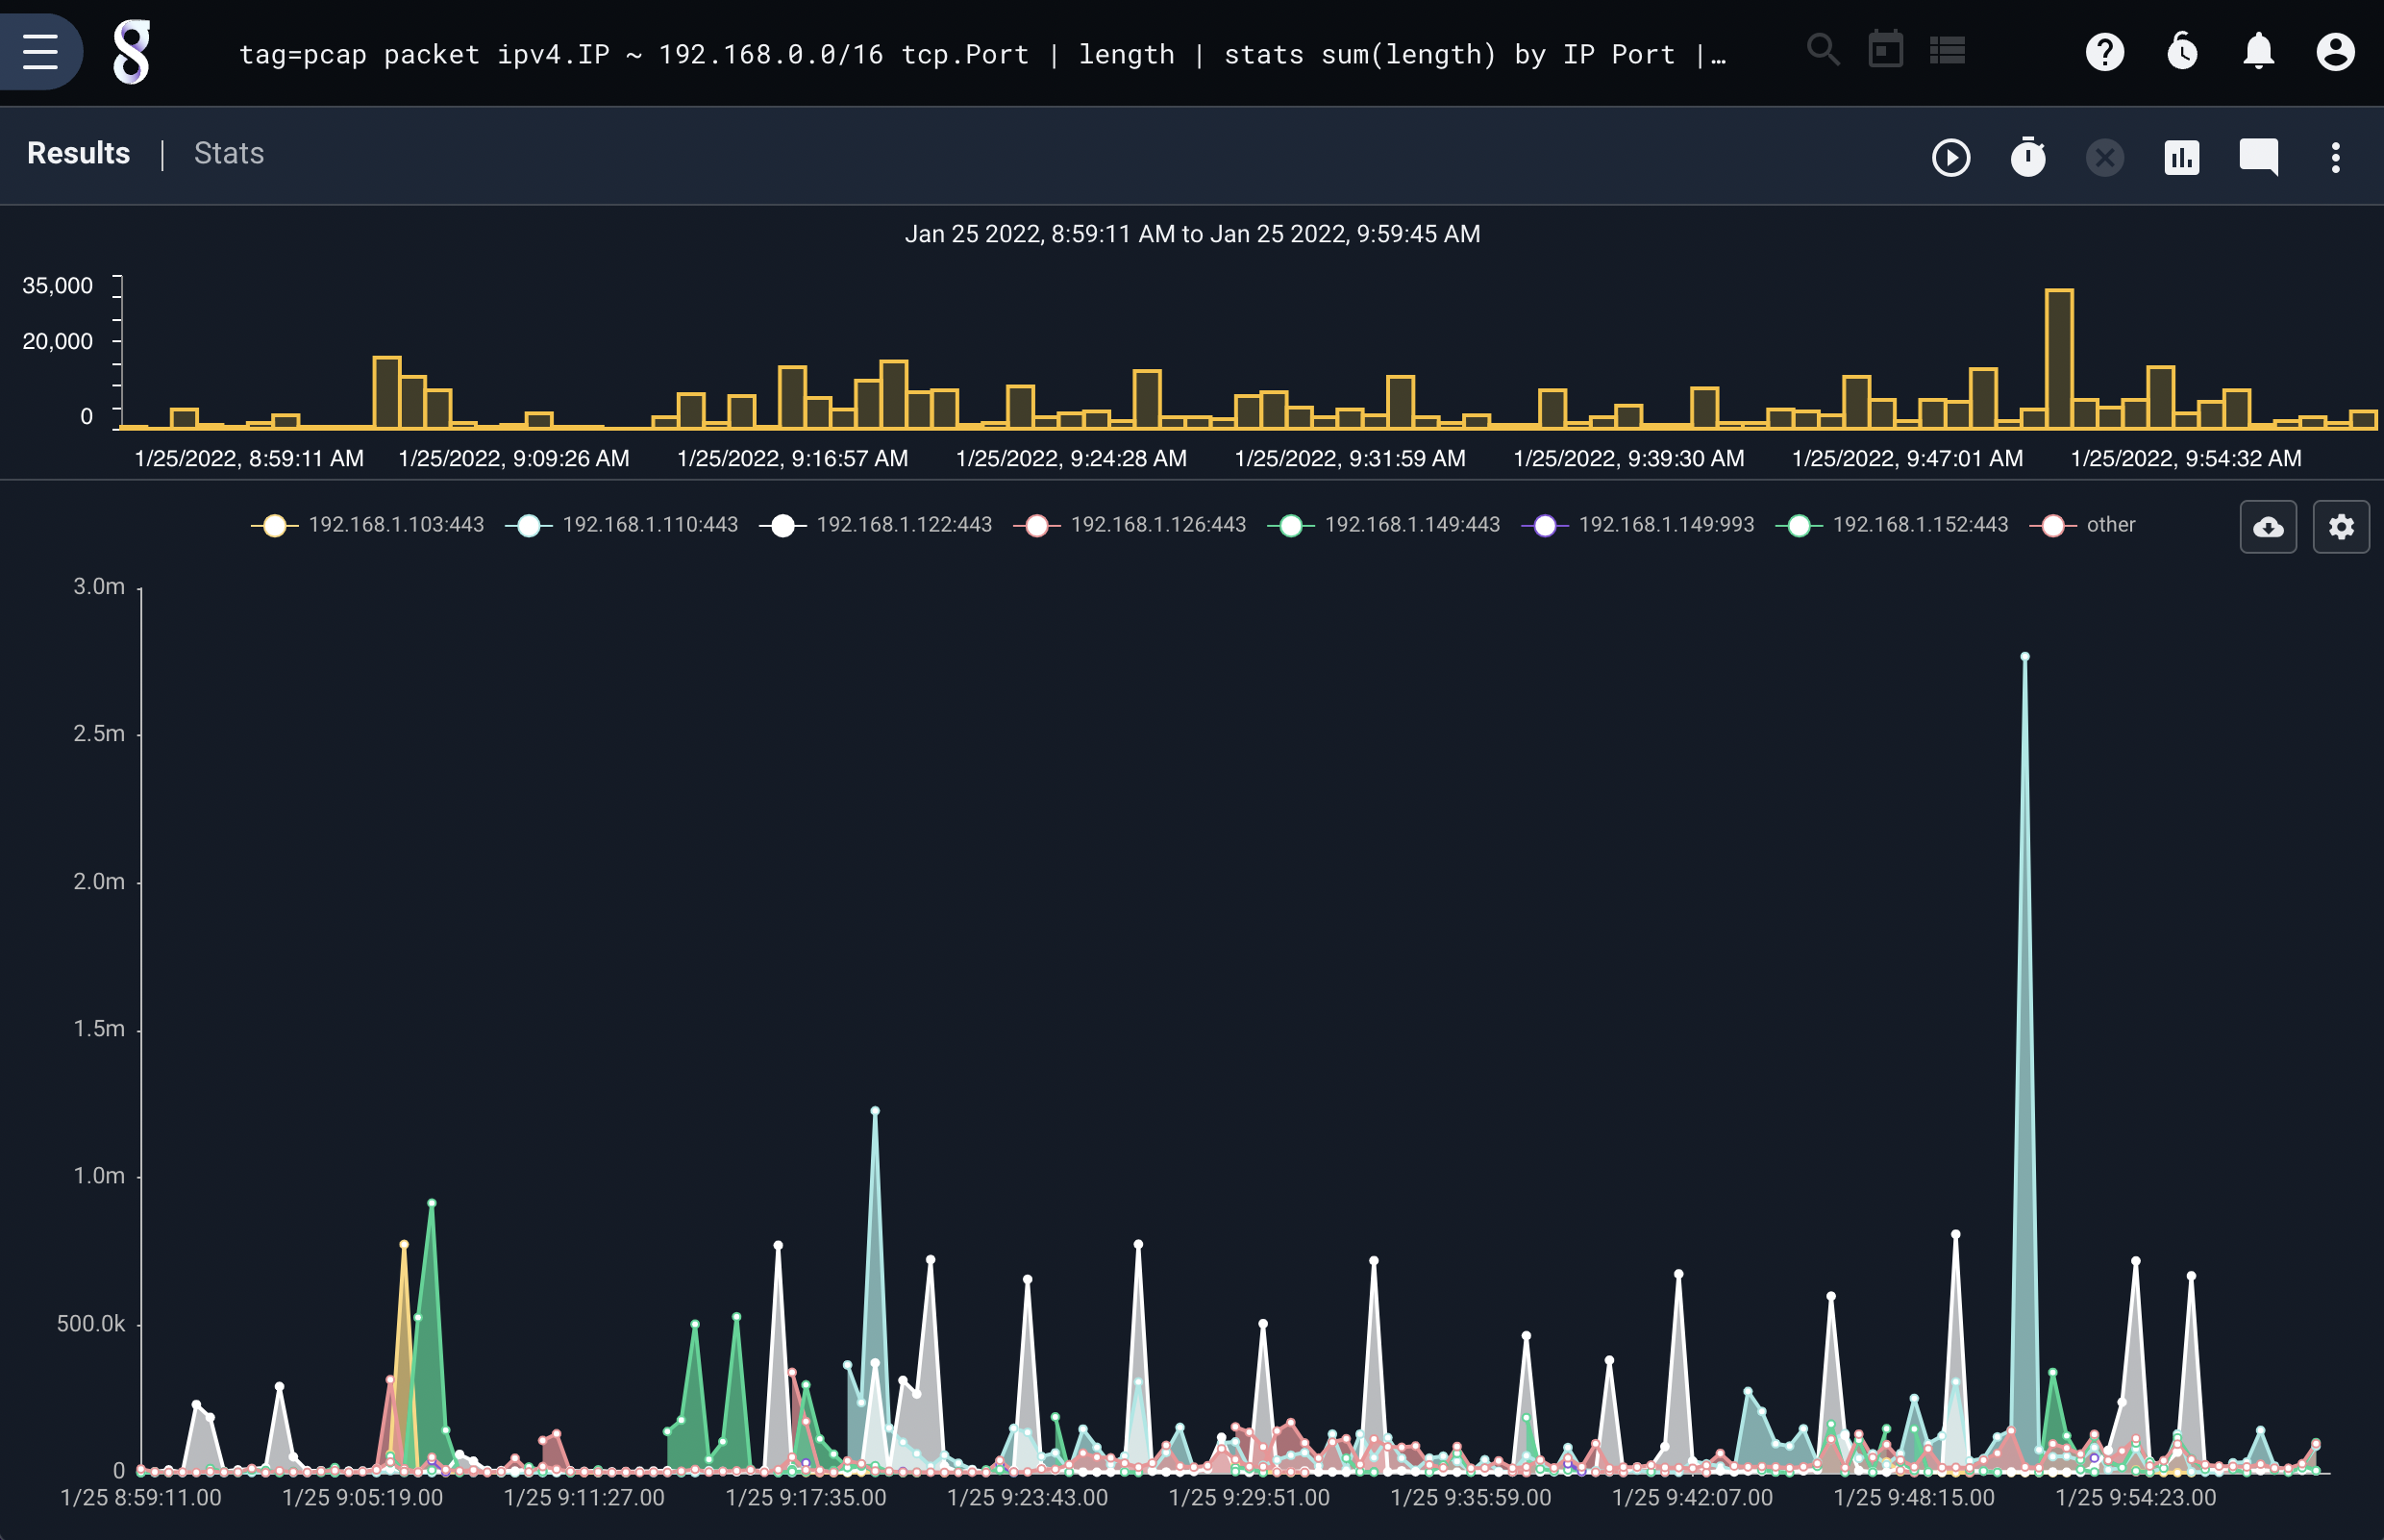 tag=pcap packet ipv4.IP ~ 192.168.0.0/16 tcp.Port | length | stats sum(length) by IP Port |…
Results | Stats
Jan 25 2022, 8:59:11 AM to Jan 25 2022, 9:59:45 AM
35,000
20,000
0
1/25/2022, 8:59:11 AM 1/25/2022, 9:09:26 AM 1/25/2022, 9:16:57 AM 1/25/2022, 9:24:28 AM 1/25/2022, 9:31:59 AM 1/25/2022, 9:39:30 AM 1/25/2022, 9:47:01 AM 1/25/2022, 9:54:32 AM
192.168.1.103:443 192.168.1.110:443 192.168.1.122:443 192.168.1.126:443 192.168.1.149:443 192.168.1.149:993 192.168.1.152:443 other
3.0m
2.5m
2.0m
1.5m
1.0m
500.0k
0
1/25 8:59:11.00 1/25 9:05:19.00 1/25 9:11:27.00 1/25 9:17:35.00 1/25 9:23:43.00 1/25 9:29:51.00 1/25 9:35:59.00 1/25 9:42:07.00 1/25 9:48:15.00 1/25 9:54:23.00